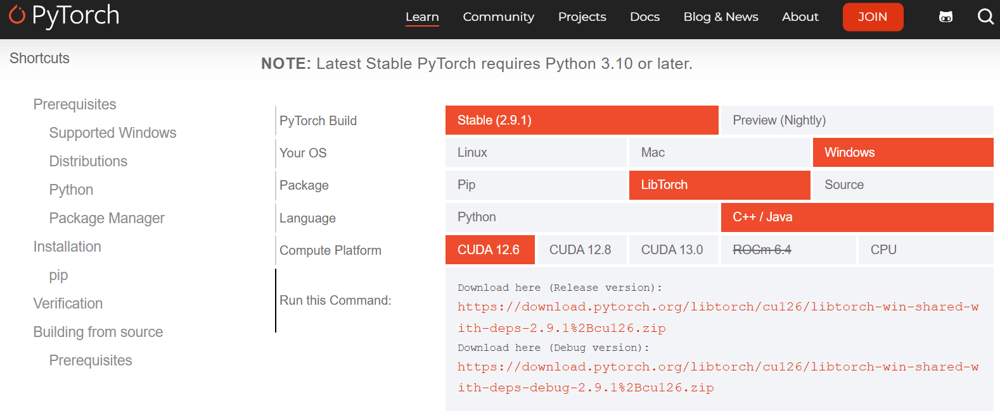 PyTorch
Learn Community Projects Docs Blog & News About JOIN
Shortcuts
Prerequisites
Supported Windows
Distributions
Python
Package Manager
Installation
pip
Verification
Building from source
Prerequisites
NOTE: Latest Stable PyTorch requires Python 3.10 or later.
PyTorch Build Stable (2.9.1) Preview (Nightly)
Your OS Linux Mac Windows
Package Pip LibTorch Source
Language Python C++ / Java
Compute Platform CUDA 12.6 CUDA 12.8 CUDA 13.0 ROCm 6.4 CPU
Run this Command:
Download here (Release version):
https://download.pytorch.org/libtorch/cu126/libtorch-win-shared-w
ith-deps-2.9.1%2Bcu126.zip
Download here (Debug version):
https://download.pytorch.org/libtorch/cu126/libtorch-win-shared-w
ith-deps-debug-2.9.1%2Bcu126.zip